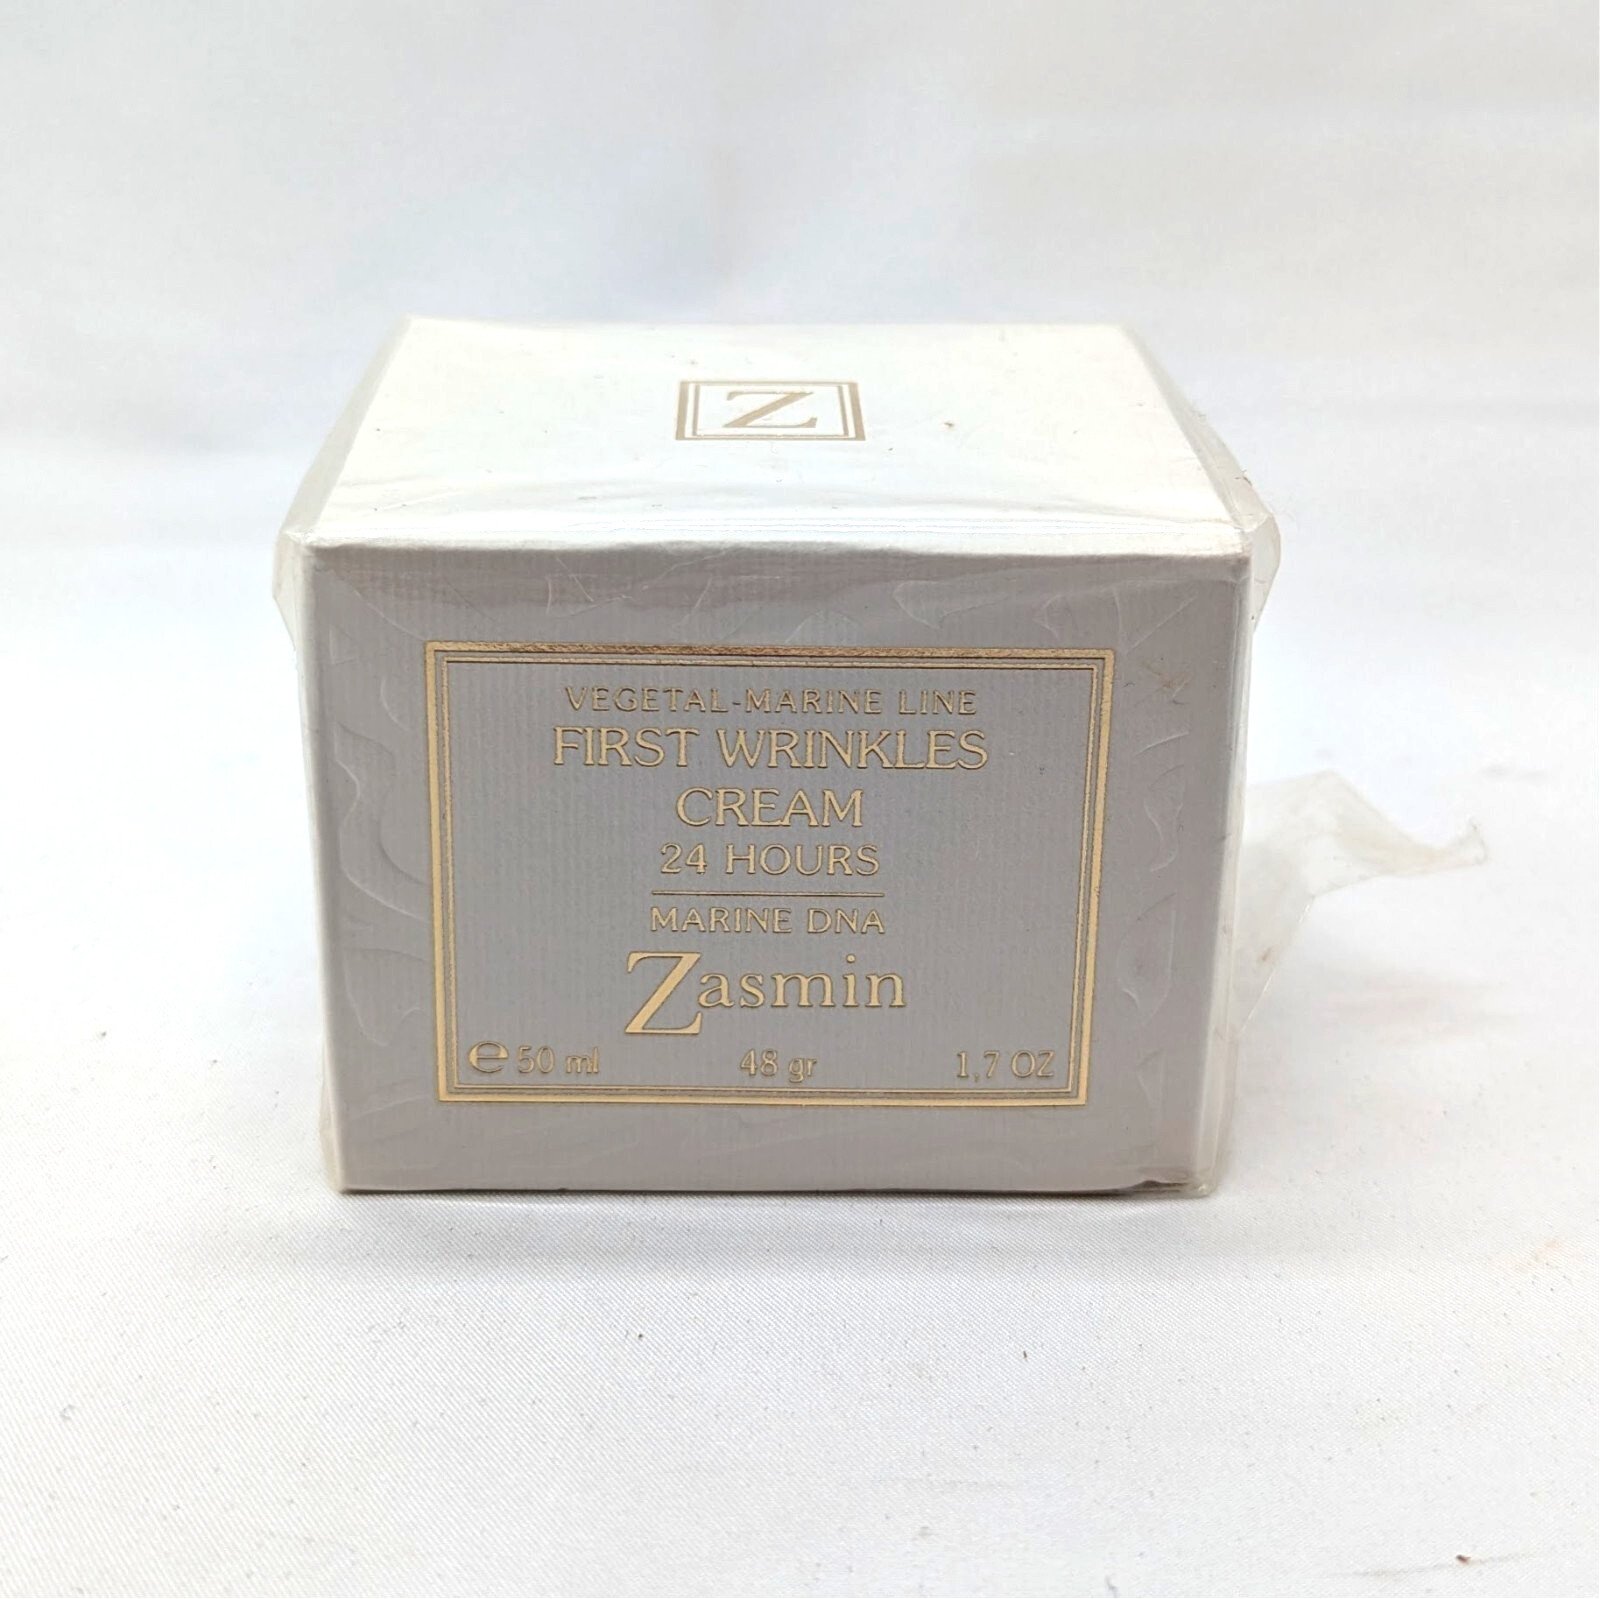 Z
VEGETAL-MARINE LINE
FIRST WRINKLES
CREAM
24 HOURS
MARINE DNA
Zasmin
℮ 50 ml 48 gr 1,7 OZ